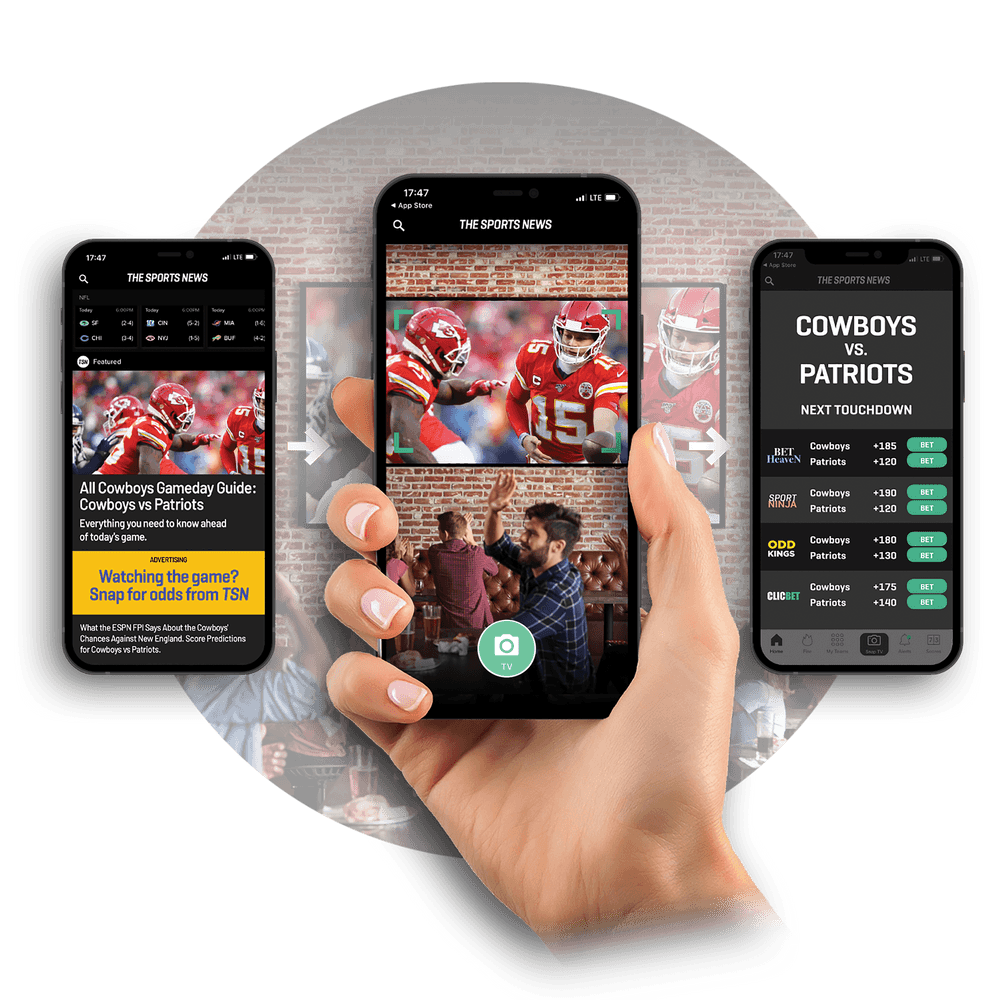 17:47
LTE
THE SPORTS NEWS
NFL
Today 6:00PM
Today 6:00PM
Today 6:00PM
SF (2-4)
CIN (5-2)
MIA (1-6)
CHI (3-4)
NYJ (1-5)
BUF (4-2)
TSN Featured
All Cowboys Gameday Guide:
Cowboys vs Patriots
Everything you need to know ahead
of today's game.
ADVERTISING
Watching the game?
Snap for odds from TSN
What the ESPN FPI Says About the Cowboys'
Chances Against New England. Score Predictions
for Cowboys vs Patriots.
17:47
LTE
◀ App Store
THE SPORTS NEWS
15
15
TV
17:47
LTE
◀ App Store
THE SPORTS NEWS
COWBOYS
VS.
PATRIOTS
NEXT TOUCHDOWN
BET
HeaveN
Cowboys +185 BET
Patriots +120 BET
SPORT
NINJA
Cowboys +190 BET
Patriots +120 BET
ODD
KINGS
Cowboys +180 BET
Patriots +130 BET
CLICBET
Cowboys +175 BET
Patriots +140 BET
Home
My Teams
Snap TV